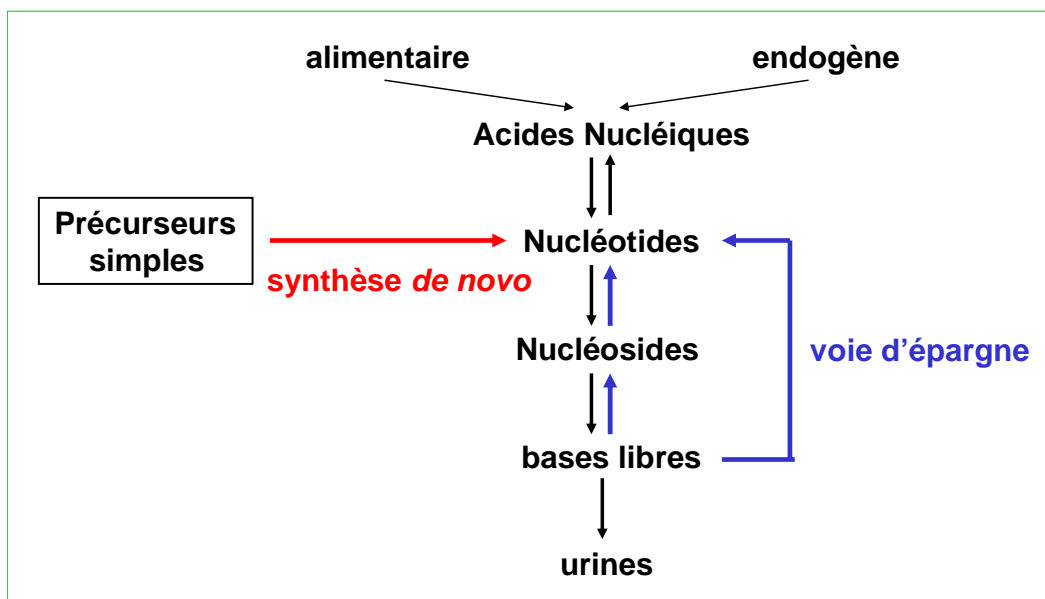 alimentaire
endogène
Acides Nucléiques
Précurseurs
simples
Nucléotides
synthèse de novo
Nucléosides
voie d’épargne
bases libres
urines